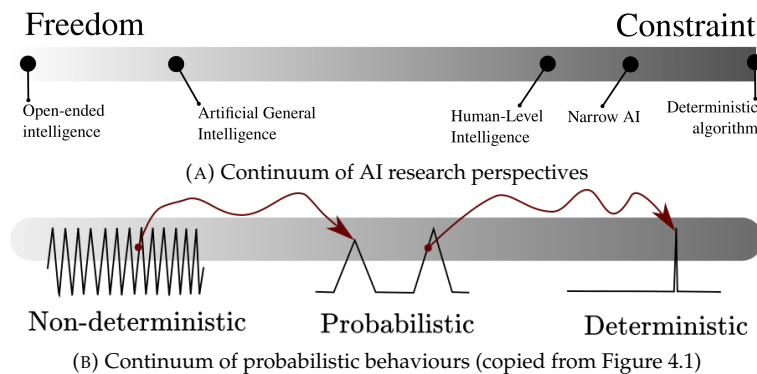 Freedom Constraint
Open-ended
intelligence
Artificial General
Intelligence
Human-Level
Intelligence
Narrow AI
Deterministic
algorithm
(A) Continuum of AI research perspectives
Non-deterministic Probabilistic Deterministic
(B) Continuum of probabilistic behaviours (copied from Figure 4.1)